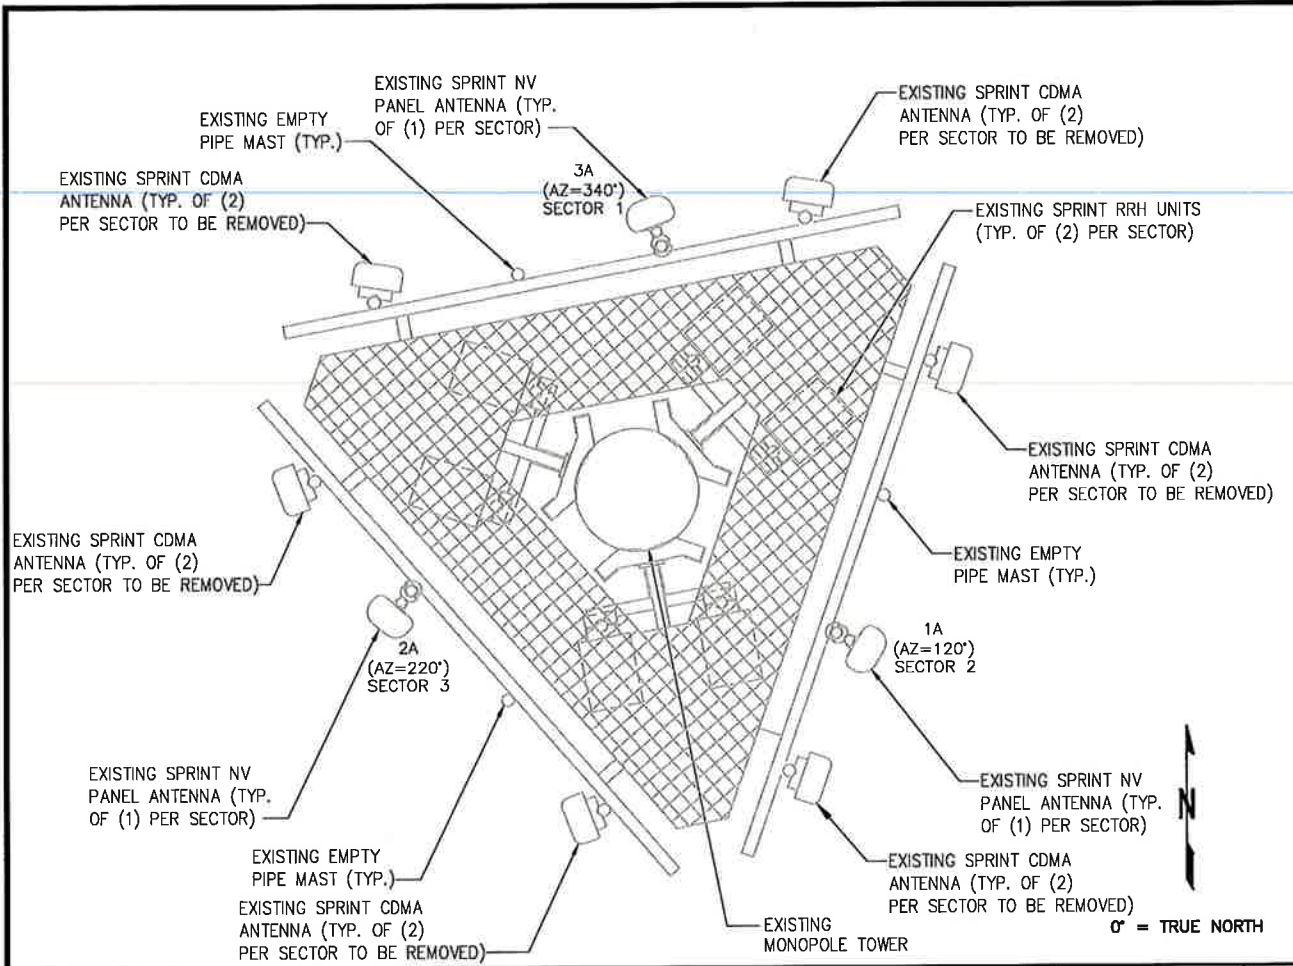 EXISTING SPRINT NV
PANEL ANTENNA (TYP.
OF (1) PER SECTOR)
EXISTING SPRINT CDMA
ANTENNA (TYP. OF (2)
PER SECTOR TO BE REMOVED)
EXISTING EMPTY
PIPE MAST (TYP.)
EXISTING SPRINT CDMA
ANTENNA (TYP. OF (2)
PER SECTOR TO BE REMOVED)
3A
(AZ=340°)
SECTOR 1
EXISTING SPRINT RRH UNITS
(TYP. OF (2) PER SECTOR)
EXISTING SPRINT CDMA
ANTENNA (TYP. OF (2)
PER SECTOR TO BE REMOVED)
EXISTING SPRINT CDMA
ANTENNA (TYP. OF (2)
PER SECTOR TO BE REMOVED)
EXISTING EMPTY
PIPE MAST (TYP.)
1A
(AZ=120°)
SECTOR 2
2A
(AZ=220°)
SECTOR 3
EXISTING SPRINT NV
PANEL ANTENNA (TYP.
OF (1) PER SECTOR)
EXISTING SPRINT NV
PANEL ANTENNA (TYP.
OF (1) PER SECTOR)
N
EXISTING EMPTY
PIPE MAST (TYP.)
EXISTING SPRINT CDMA
ANTENNA (TYP. OF (2)
PER SECTOR TO BE REMOVED)
EXISTING SPRINT CDMA
ANTENNA (TYP. OF (2)
PER SECTOR TO BE REMOVED)
EXISTING
MONOPOLE TOWER
0° = TRUE NORTH